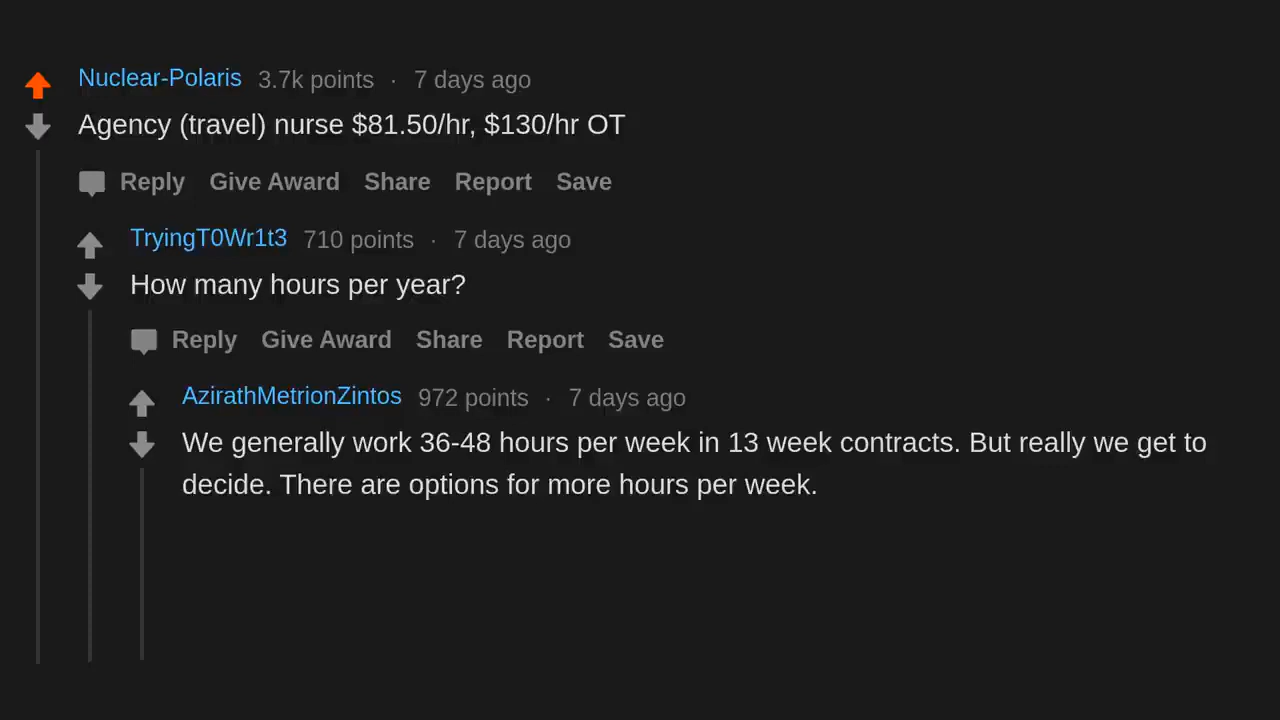 Nuclear-Polaris 3.7k points · 7 days ago
Agency (travel) nurse $81.50/hr, $130/hr OT
Reply Give Award Share Report Save
TryingT0Wr1t3 710 points · 7 days ago
How many hours per year?
Reply Give Award Share Report Save
AzirathMetrionZintos 972 points · 7 days ago
We generally work 36-48 hours per week in 13 week contracts. But really we get to
decide. There are options for more hours per week.